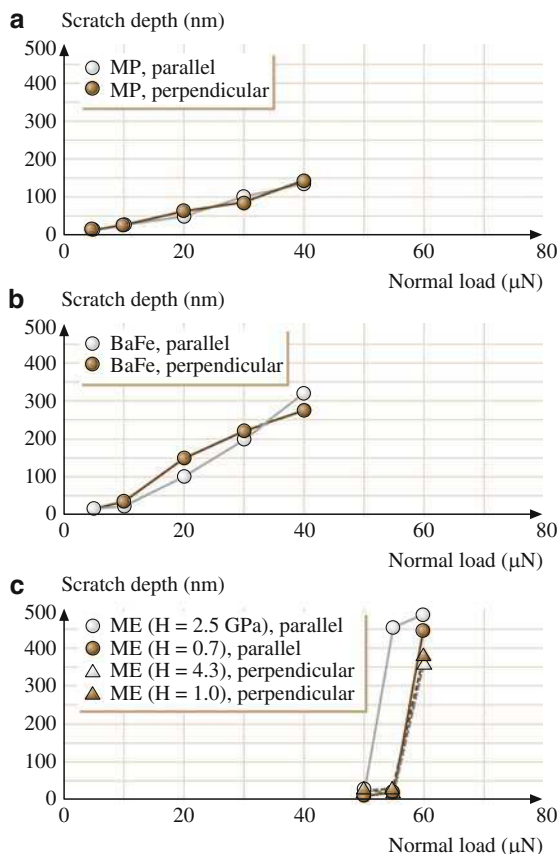 a Scratch depth (nm)
500
400
300
200
100
0
MP, parallel
MP, perpendicular
0 20 40 60 80
Normal load (μN)
b Scratch depth (nm)
500
400
300
200
100
0
BaFe, parallel
BaFe, perpendicular
0 20 40 60 80
Normal load (μN)
c Scratch depth (nm)
500
400
300
200
100
0
ME (H = 2.5 GPa), parallel
ME (H = 0.7), parallel
ME (H = 4.3), perpendicular
ME (H = 1.0), perpendicular
0 20 40 60 80
Normal load (μN)